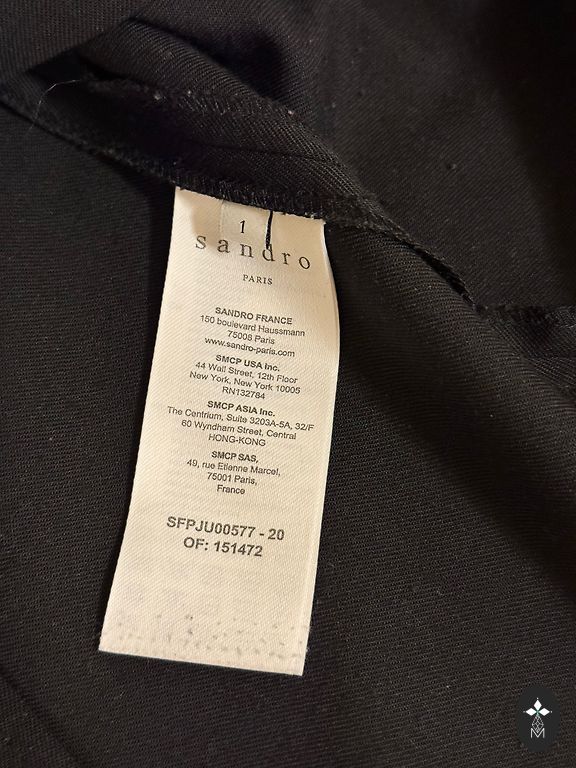 1
sandro
PARIS
SANDRO FRANCE
150 boulevard Haussmann
75008 Paris
www.sandro-paris.com
SMCP USA Inc.
44 Wall Street, 12th Floor
New York, New York 10005
RN132784
SMCP ASIA Inc.
The Centrium, Suite 3203A-5A, 32/F
60 Wyndham Street, Central
HONG-KONG
SMCP SAS,
49, rue Etienne Marcel,
75001 Paris,
France
SFPJU00577 - 20
OF: 151472
M